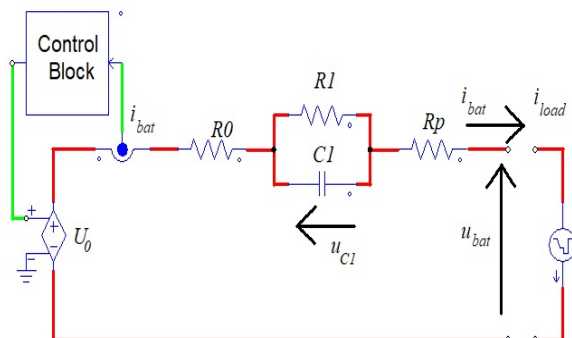 Control
Block
i_bat
R0
R1
C1
u_C1
Rp
i_bat
i_load
u_bat
+
-
+
-
U_0